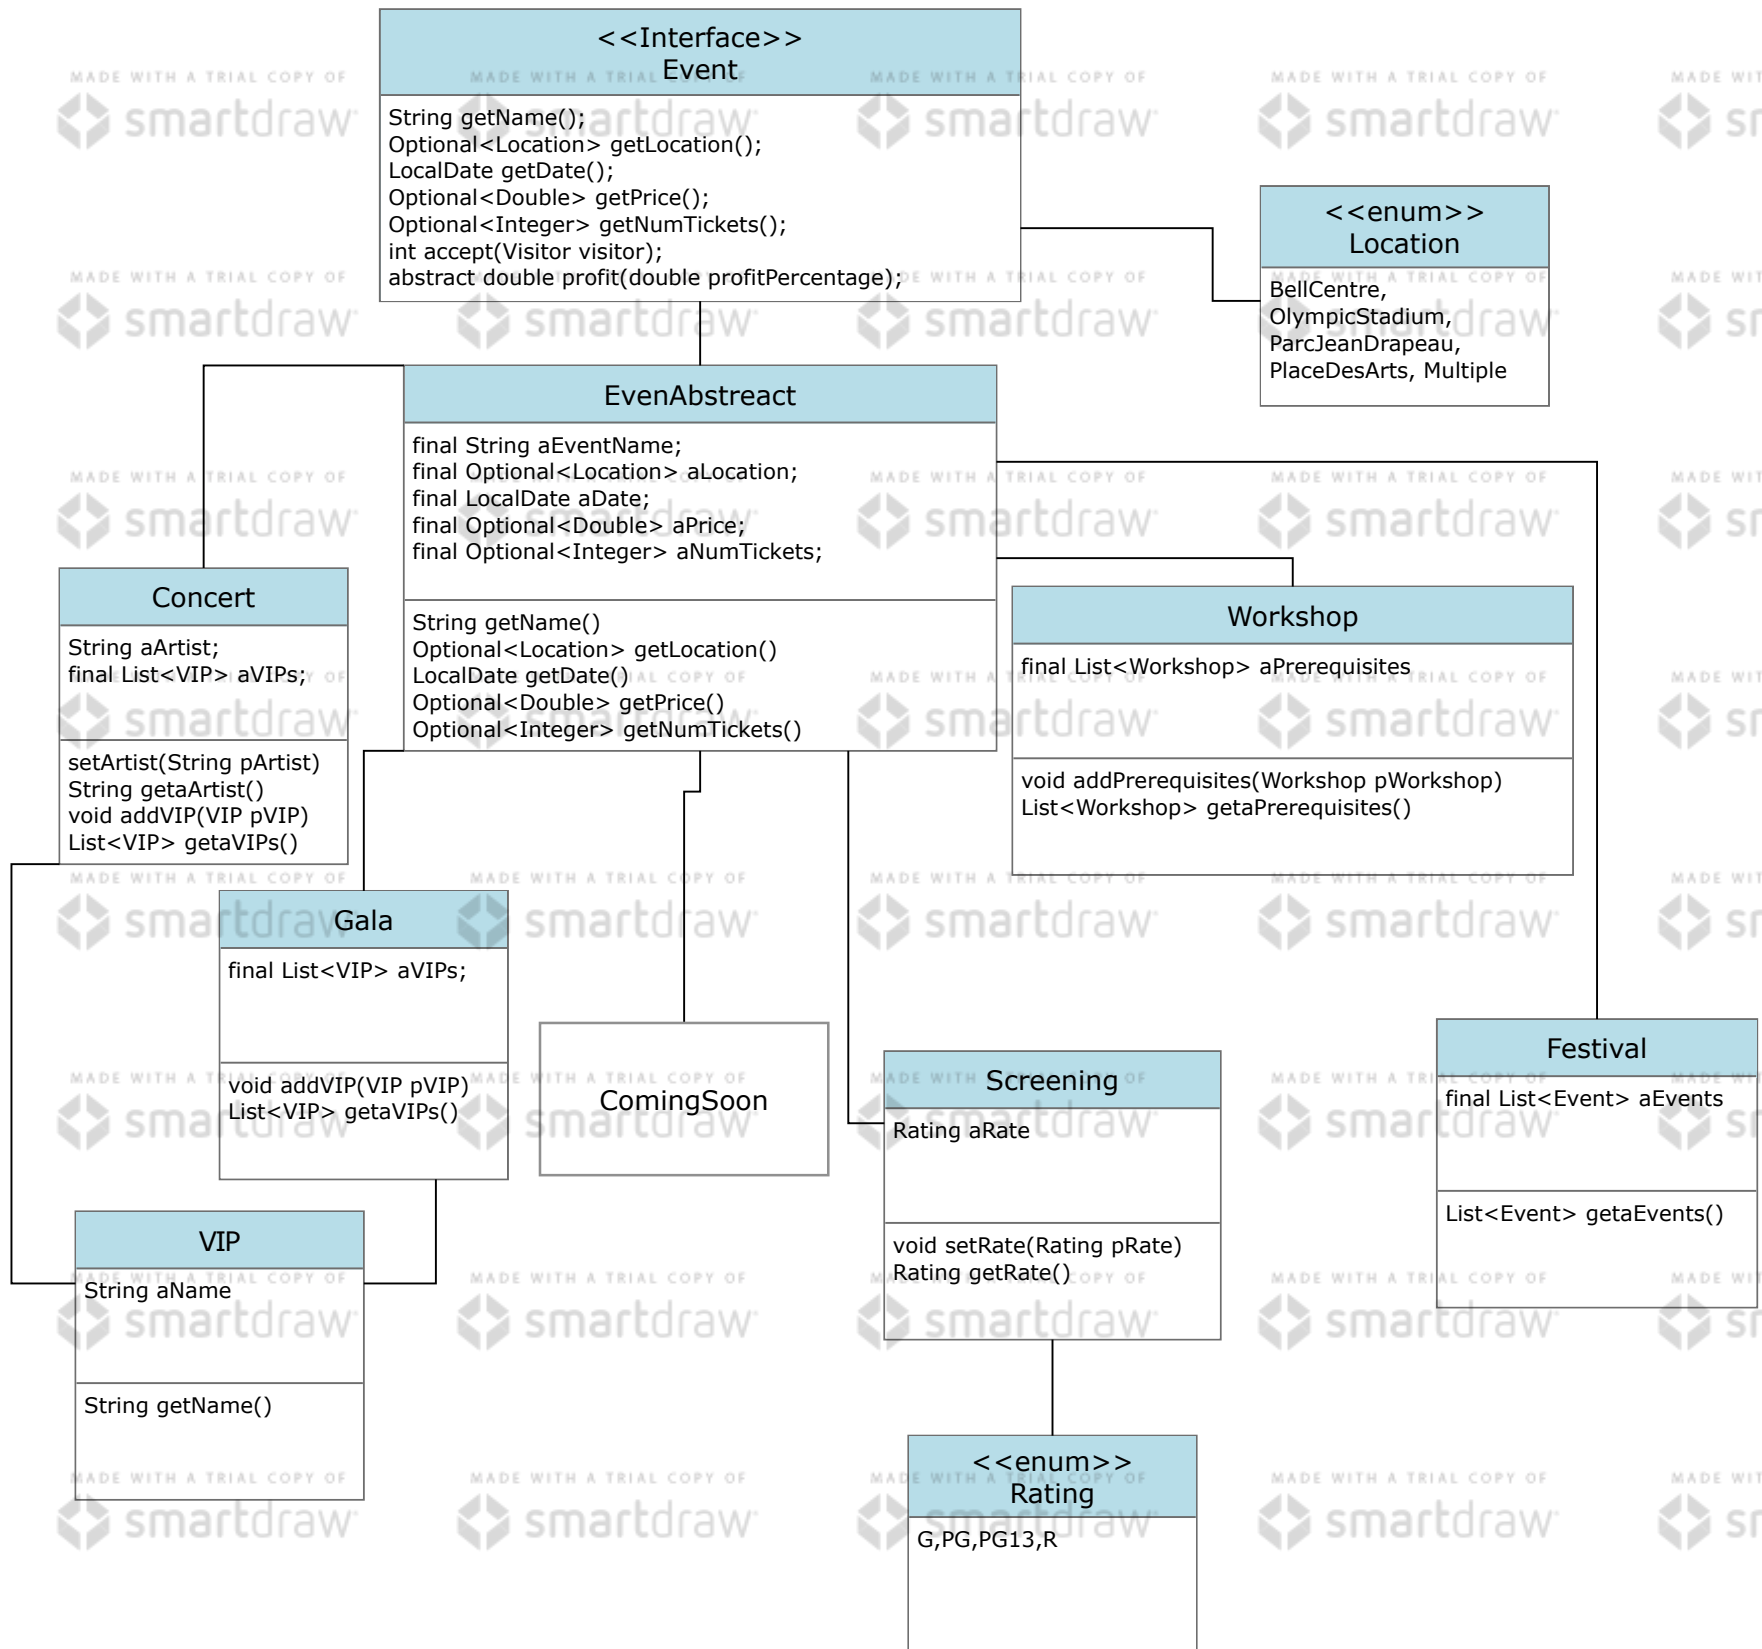 <<Interface>>
Event
String getName();
Optional<Location> getLocation();
LocalDate getDate();
Optional<Double> getPrice();
Optional<Integer> getNumTickets();
int accept(Visitor visitor);
abstract double profit(double profitPercentage);
<<enum>>
Location
BellCentre,
OlympicStadium,
ParcJeanDrapeau,
PlaceDesArts, Multiple
EvenAbstreact
final String aEventName;
final Optional<Location> aLocation;
final LocalDate aDate;
final Optional<Double> aPrice;
final Optional<Integer> aNumTickets;
String getName()
Optional<Location> getLocation()
LocalDate getDate()
Optional<Double> getPrice()
Optional<Integer> getNumTickets()
Concert
String aArtist;
final List<VIP> aVIPs;
setArtist(String pArtist)
String getaArtist()
void addVIP(VIP pVIP)
List<VIP> getaVIPs()
Workshop
final List<Workshop> aPrerequisites
void addPrerequisites(Workshop pWorkshop)
List<Workshop> getaPrerequisites()
Gala
final List<VIP> aVIPs;
void addVIP(VIP pVIP)
List<VIP> getaVIPs()
ComingSoon
Screening
Rating aRate
void setRate(Rating pRate)
Rating getRate()
Festival
final List<Event> aEvents
List<Event> getaEvents()
VIP
String aName
String getName()
<<enum>>
Rating
G,PG,PG13,R
MADE WITH A TRIAL COPY OF
smartdraw